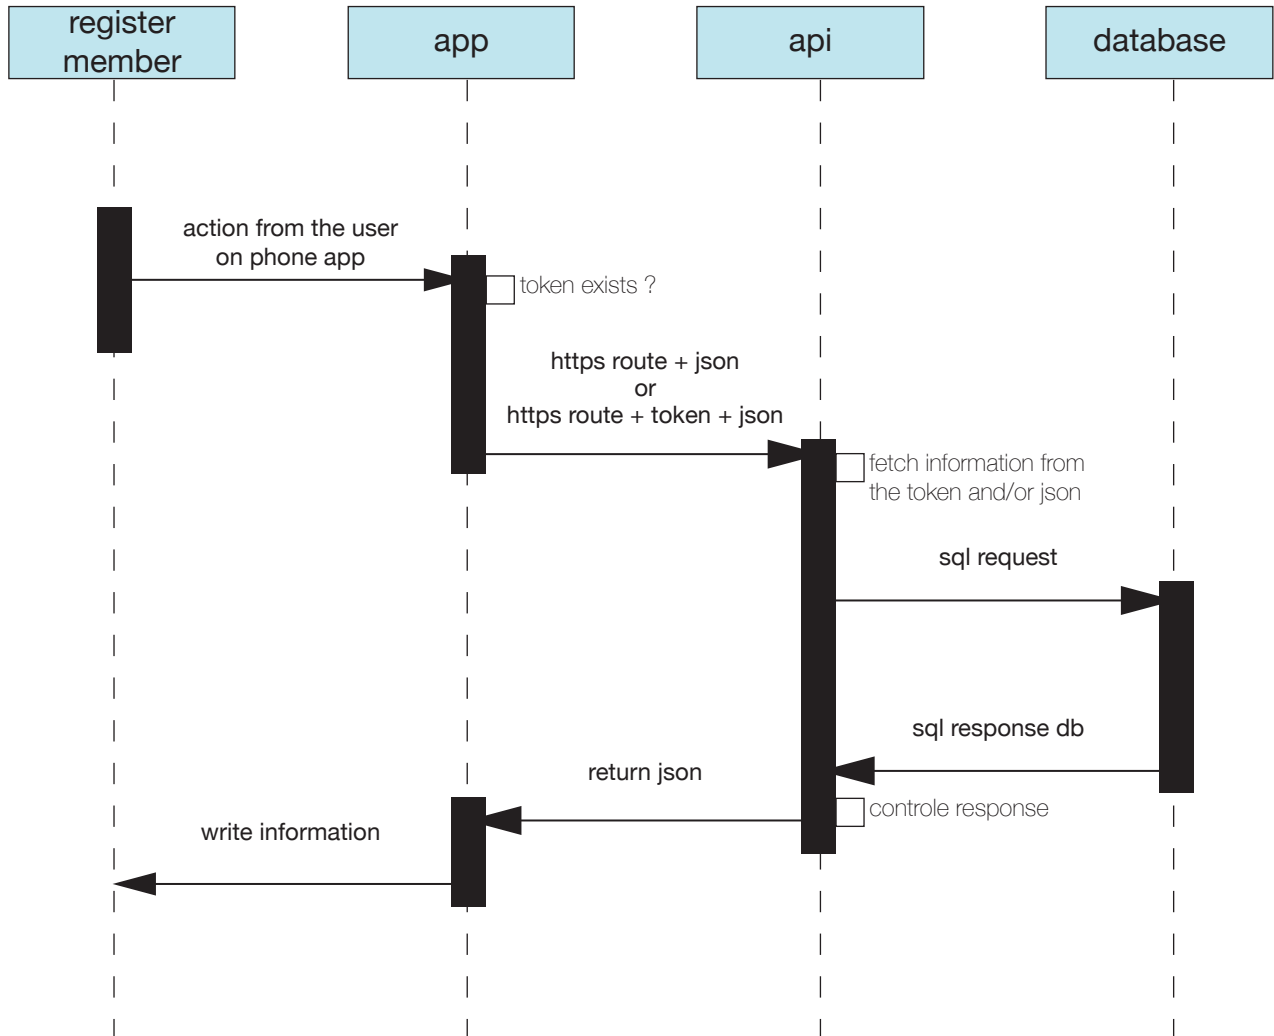 register
member
app
api
database
action from the user
on phone app
token exists ?
https route + json
or
https route + token + json
fetch information from
the token and/or json
sql request
sql response db
return json
controle response
write information